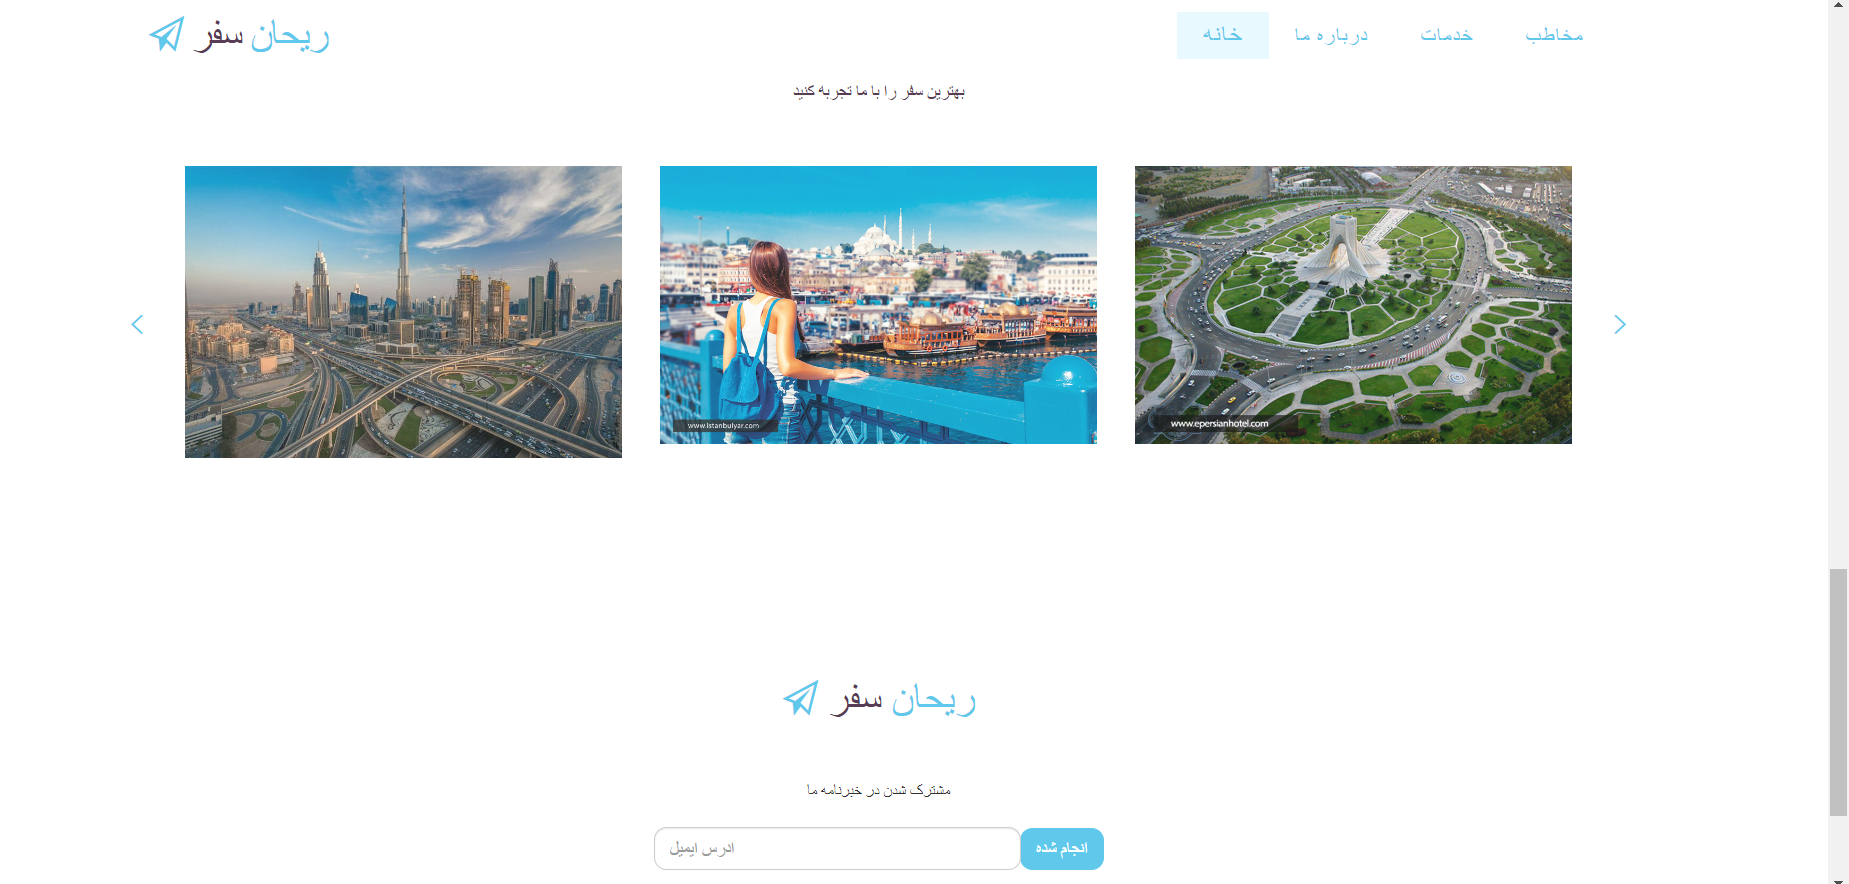 ریحان سفر
خانه
درباره ما
خدمات
مخاطب
بهترین سفر را با ما تجربه کنید
www.istanbulyar.com
www.epersianhotel.com
ریحان سفر
مشترک شدن در خبرنامه ما
ادرس ایمیل
انجام شده